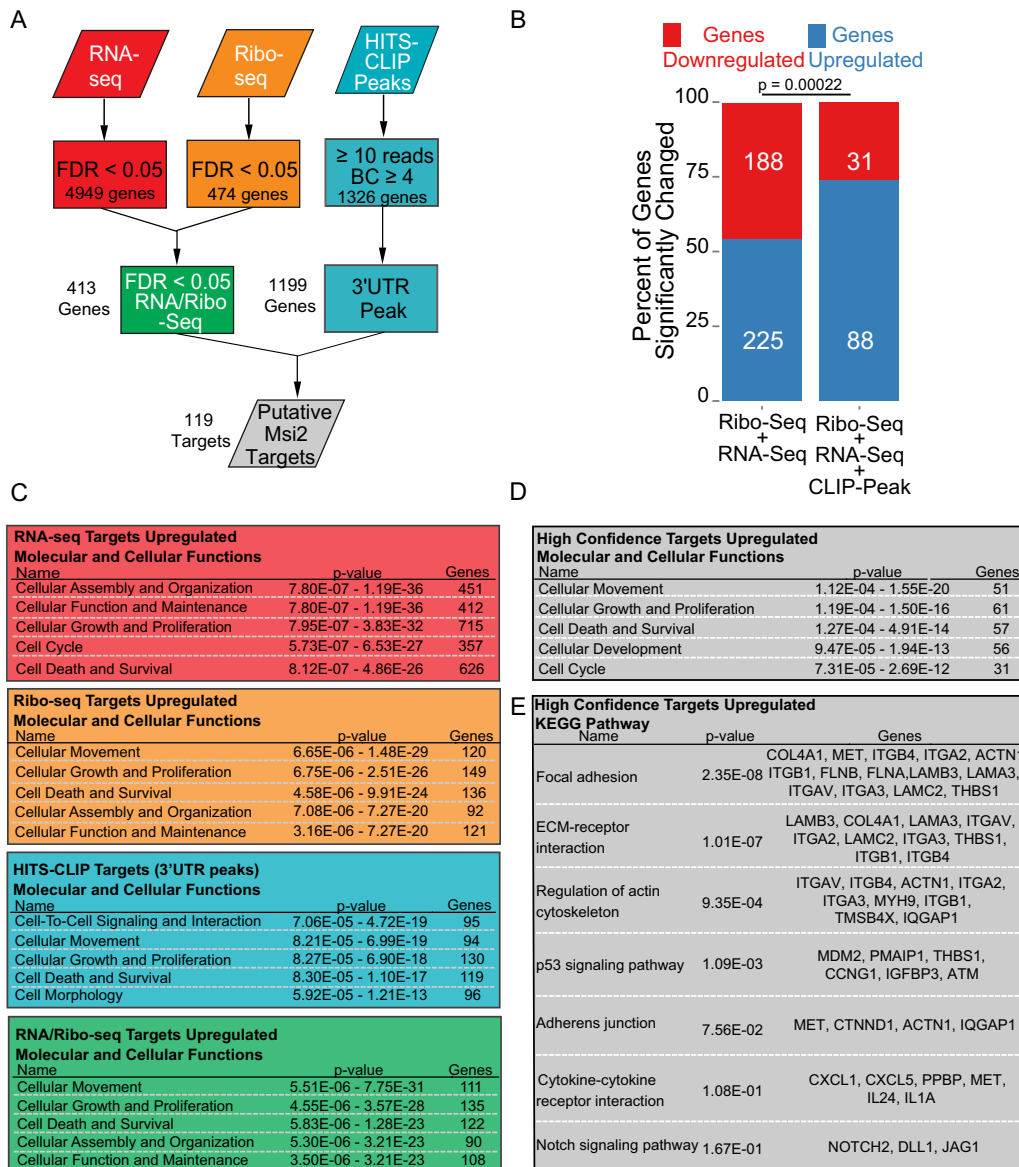 A
RNA-
seq
Ribo-
seq
HITS-
CLIP
Peaks
FDR < 0.05
4949 genes
FDR < 0.05
474 genes
≥ 10 reads
BC ≥ 4
1326 genes
413
Genes
FDR < 0.05
RNA/Ribo
-Seq
1199
Genes
3'UTR
Peak
119
Targets
Putative
Msi2
Targets
B
Genes
Downregulated
Genes
Upregulated
p = 0.00022
Percent of Genes
Significantly Changed
100
75
50
25
0
188
225
31
88
Ribo-Seq
+
RNA-Seq
Ribo-Seq
+
RNA-Seq
+
CLIP-Peak
C
RNA-seq Targets Upregulated
Molecular and Cellular Functions
Name p-value Genes
Cellular Assembly and Organization 7.80E-07 - 1.19E-36 451
Cellular Function and Maintenance 7.80E-07 - 1.19E-36 412
Cellular Growth and Proliferation 7.95E-07 - 3.83E-32 715
Cell Cycle 5.73E-07 - 6.53E-27 357
Cell Death and Survival 8.12E-07 - 4.86E-26 626
Ribo-seq Targets Upregulated
Molecular and Cellular Functions
Name p-value Genes
Cellular Movement 6.65E-06 - 1.48E-29 120
Cellular Growth and Proliferation 6.75E-06 - 2.51E-26 149
Cell Death and Survival 4.58E-06 - 9.91E-24 136
Cellular Assembly and Organization 7.08E-06 - 7.27E-20 92
Cellular Function and Maintenance 3.16E-06 - 7.27E-20 121
HITS-CLIP Targets (3’UTR peaks)
Molecular and Cellular Functions
Name p-value Genes
Cell-To-Cell Signaling and Interaction 7.06E-05 - 4.72E-19 95
Cellular Movement 8.21E-05 - 6.99E-19 94
Cellular Growth and Proliferation 8.27E-05 - 6.90E-18 130
Cell Death and Survival 8.30E-05 - 1.10E-17 119
Cell Morphology 5.92E-05 - 1.21E-13 96
RNA/Ribo-seq Targets Upregulated
Molecular and Cellular Functions
Name p-value Genes
Cellular Movement 5.51E-06 - 7.75E-31 111
Cellular Growth and Proliferation 4.55E-06 - 3.57E-28 135
Cell Death and Survival 5.83E-06 - 1.28E-23 122
Cellular Assembly and Organization 5.30E-06 - 3.21E-23 90
Cellular Function and Maintenance 3.50E-06 - 3.21E-23 108
D
High Confidence Targets Upregulated
Molecular and Cellular Functions
Name p-value Genes
Cellular Movement 1.12E-04 - 1.55E-20 51
Cellular Growth and Proliferation 1.19E-04 - 1.50E-16 61
Cell Death and Survival 1.27E-04 - 4.91E-14 57
Cellular Development 9.47E-05 - 1.94E-13 56
Cell Cycle 7.31E-05 - 2.69E-12 31
E
High Confidence Targets Upregulated
KEGG Pathway
Name p-value Genes
Focal adhesion 2.35E-08
COL4A1, MET, ITGB4, ITGA2, ACTN1
ITGB1, FLNB, FLNA,LAMB3, LAMA3,
ITGAV, ITGA3, LAMC2, THBS1
ECM-receptor
interaction
1.01E-07
LAMB3, COL4A1, LAMA3, ITGAV,
ITGA2, LAMC2, ITGA3, THBS1,
ITGB1, ITGB4
Regulation of actin
cytoskeleton
9.35E-04
ITGAV, ITGB4, ACTN1, ITGA2,
ITGA3, MYH9, ITGB1,
TMSB4X, IQGAP1
p53 signaling pathway 1.09E-03
MDM2, PMAIP1, THBS1,
CCNG1, IGFBP3, ATM
Adherens junction 7.56E-02 MET, CTNND1, ACTN1, IQGAP1
Cytokine-cytokine
receptor interaction
1.08E-01
CXCL1, CXCL5, PPBP, MET,
IL24, IL1A
Notch signaling pathway 1.67E-01 NOTCH2, DLL1, JAG1